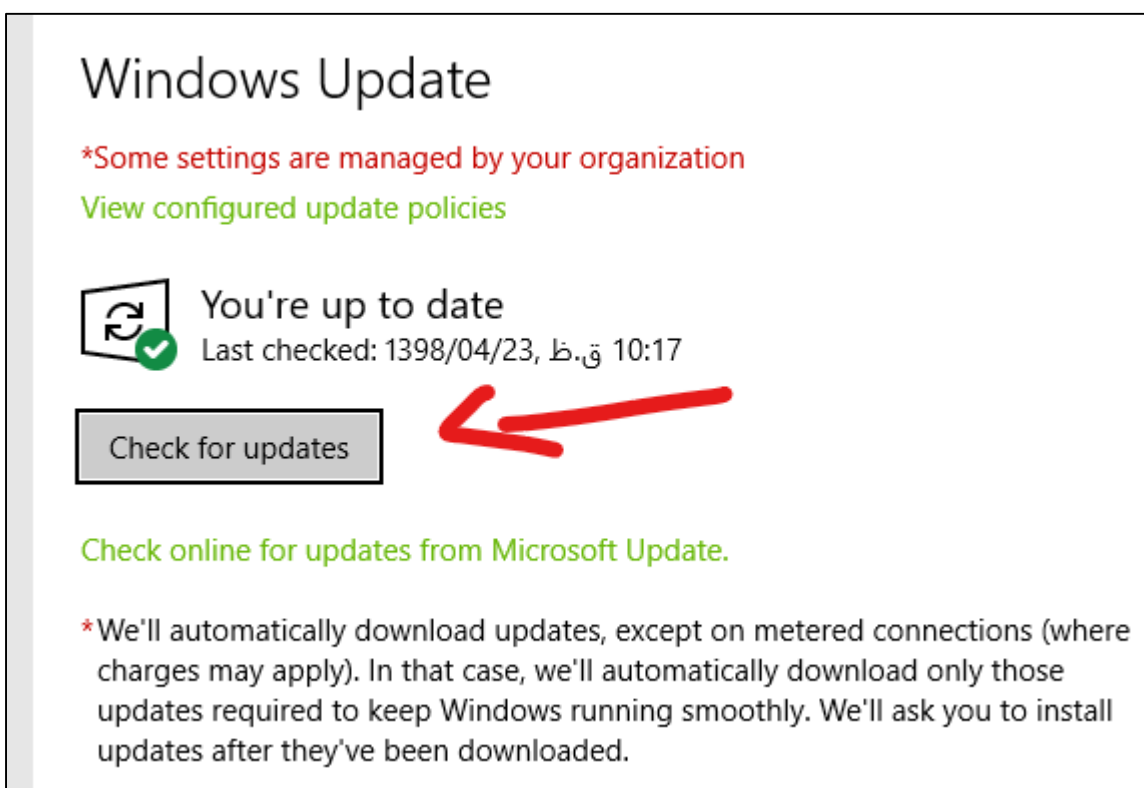 Windows Update
*Some settings are managed by your organization
View configured update policies
You're up to date
Last checked: 1398/04/23, ق.ظ 10:17
Check for updates
Check online for updates from Microsoft Update.
*We'll automatically download updates, except on metered connections (where
charges may apply). In that case, we'll automatically download only those
updates required to keep Windows running smoothly. We'll ask you to install
updates after they've been downloaded.